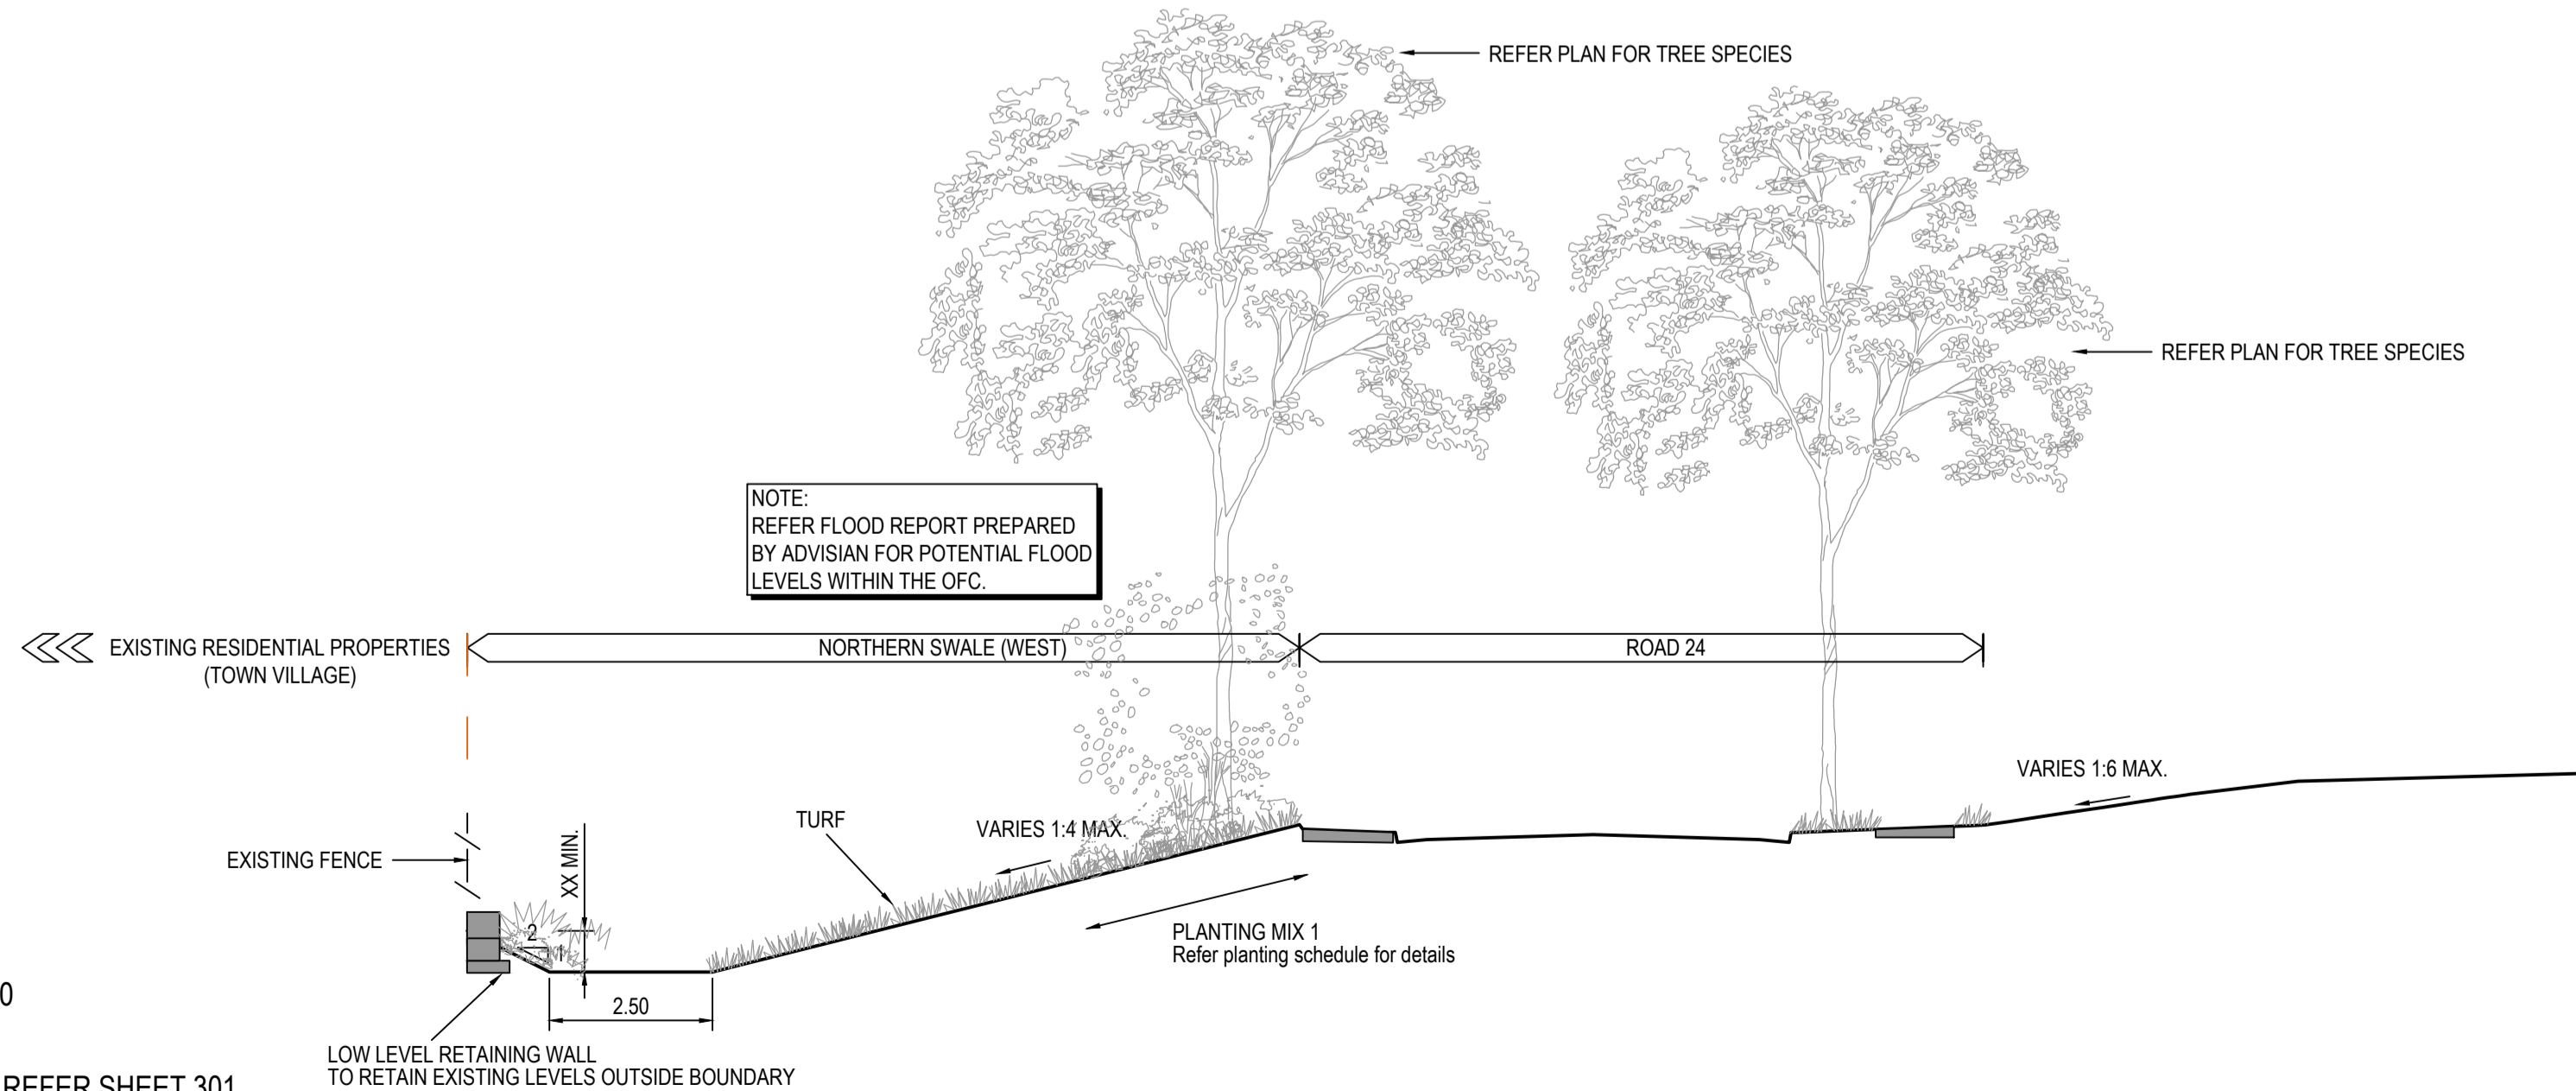 REFER PLAN FOR TREE SPECIES
REFER PLAN FOR TREE SPECIES
NOTE:
REFER FLOOD REPORT PREPARED
BY ADVISIAN FOR POTENTIAL FLOOD
LEVELS WITHIN THE OFC.
EXISTING RESIDENTIAL PROPERTIES
(TOWN VILLAGE)
NORTHERN SWALE (WEST)
ROAD 24
VARIES 1:6 MAX.
TURF
VARIES 1:4 MAX.
XX MIN.
EXISTING FENCE
2
1
PLANTING MIX 1
Refer planting schedule for details
0
2.50
LOW LEVEL RETAINING WALL
TO RETAIN EXISTING LEVELS OUTSIDE BOUNDARY
REFER SHEET 301